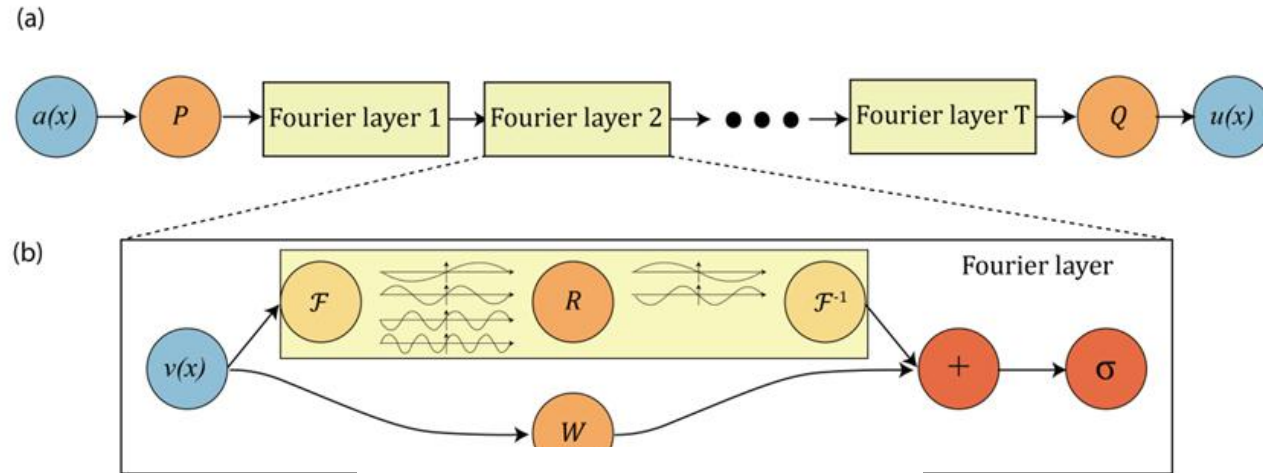 (a)
a(x) P Fourier layer 1 Fourier layer 2 ●●● Fourier layer T Q u(x)
(b)
Fourier layer
F R F⁻¹
v(x) + σ
W